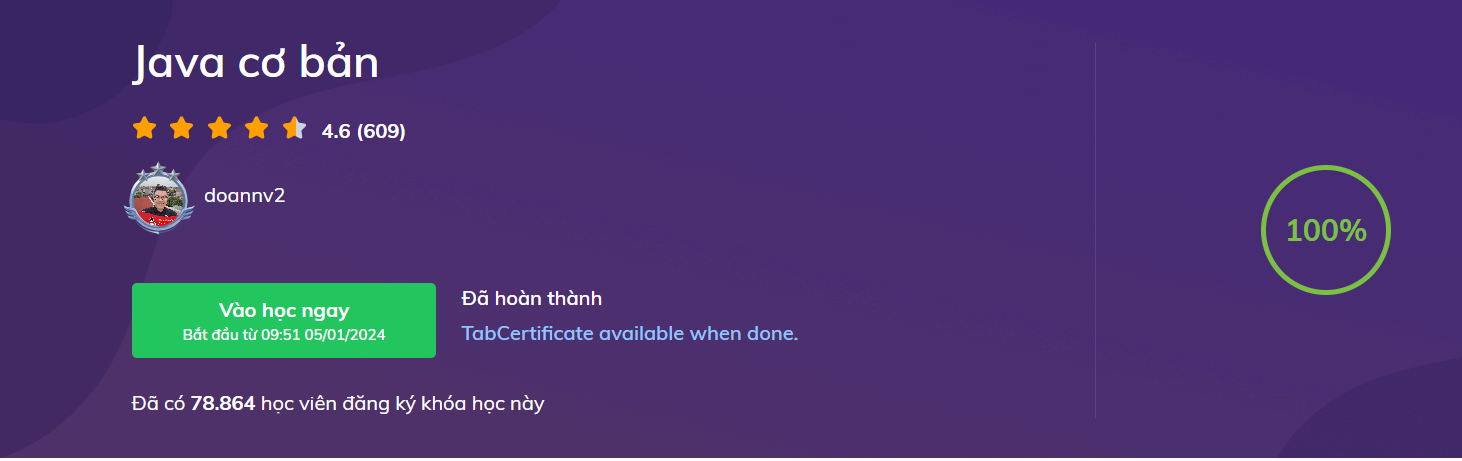 Java cơ bản
4.6 (609)
doannv2
Vào học ngay
Bắt đầu từ 09:51 05/01/2024
Đã hoàn thành
TabCertificate available when done.
Đã có 78.864 học viên đăng ký khóa học này
100%